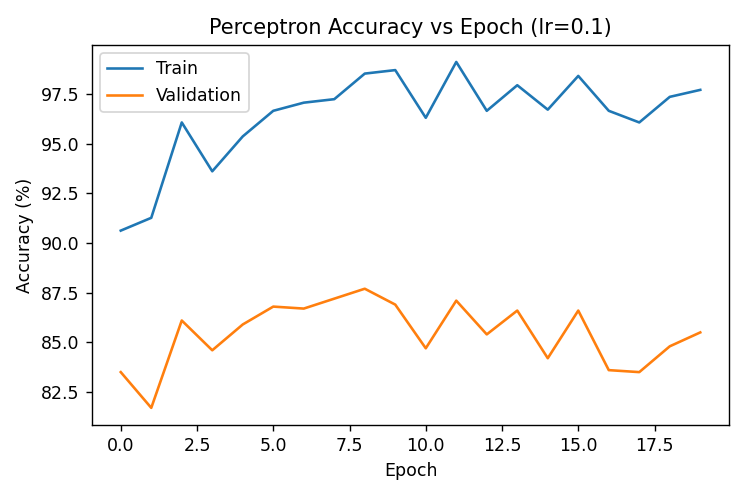 Perceptron Accuracy vs Epoch (lr=0.1)
Train
Validation
97.5
95.0
92.5
90.0
87.5
85.0
82.5
Accuracy (%)
0.0 2.5 5.0 7.5 10.0 12.5 15.0 17.5
Epoch